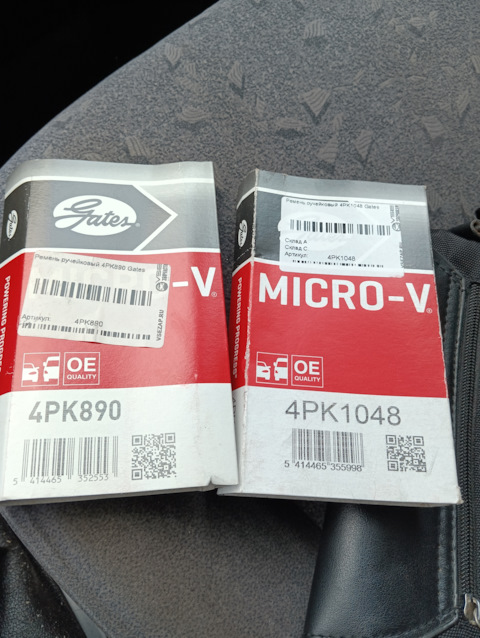 Gates
Ремень ручейковый 4PK890 Gates
Артикул: 4PK890
VSEZAP.RU
-V®
POWERING PROGRESS
OE
QUALITY
4PK890
5 414465 352553
Ремень ручейковый 4PK1048 Gates
Склад А
Склад С
Артикул: 4PK1048
MICRO-V®
POWERING PROGRESS
OE
QUALITY
4PK1048
5 414465 355998